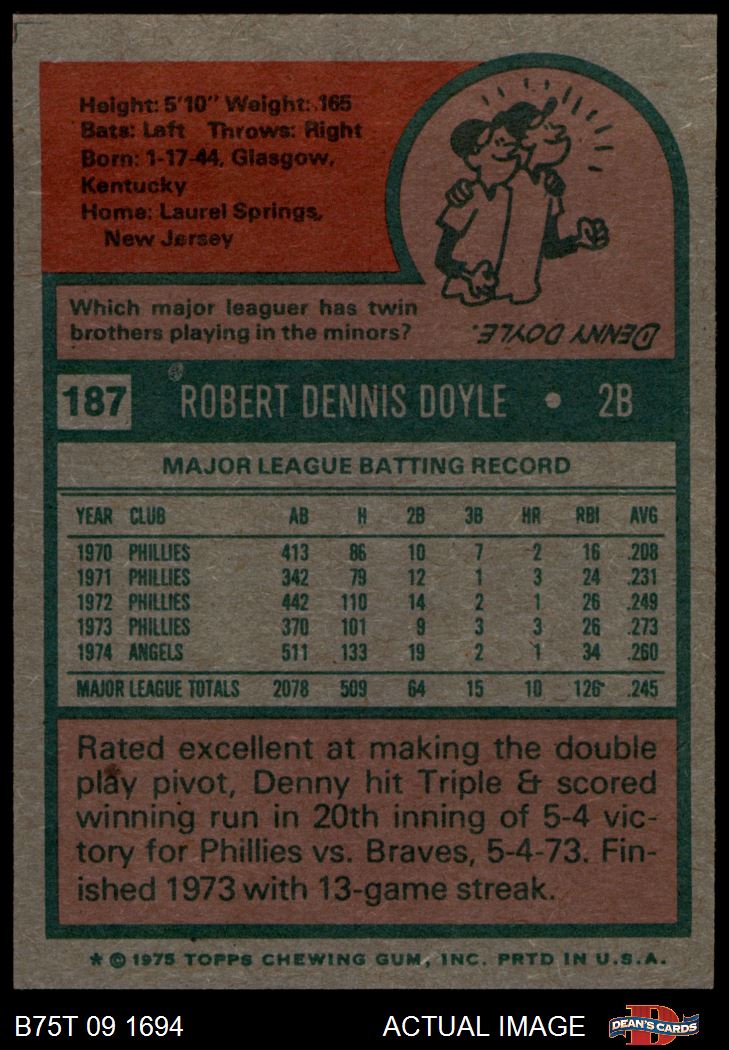 Height: 5'10" Weight: 165
Bats: Left Throws: Right
Born: 1-17-44, Glasgow,
Kentucky
Home: Laurel Springs,
New Jersey
Which major leaguer has twin
brothers playing in the minors?
DENNY DOYLE.
187 ROBERT DENNIS DOYLE • 2B
MAJOR LEAGUE BATTING RECORD
YEAR CLUB AB H 2B 3B HR RBI AVG
1970 PHILLIES 413 86 10 7 2 16 .208
1971 PHILLIES 342 79 12 1 3 24 .231
1972 PHILLIES 442 110 14 2 1 26 .249
1973 PHILLIES 370 101 9 3 3 26 .273
1974 ANGELS 511 133 19 2 1 34 .260
MAJOR LEAGUE TOTALS 2078 509 64 15 10 126 .245
Rated excellent at making the double
play pivot, Denny hit Triple & scored
winning run in 20th inning of 5-4 vic-
tory for Phillies vs. Braves, 5-4-73. Fin-
ished 1973 with 13-game streak.
* © 1975 TOPPS CHEWING GUM, INC. PRTD IN U.S.A.
B75T 09 1694 ACTUAL IMAGE DEAN'S CARDS